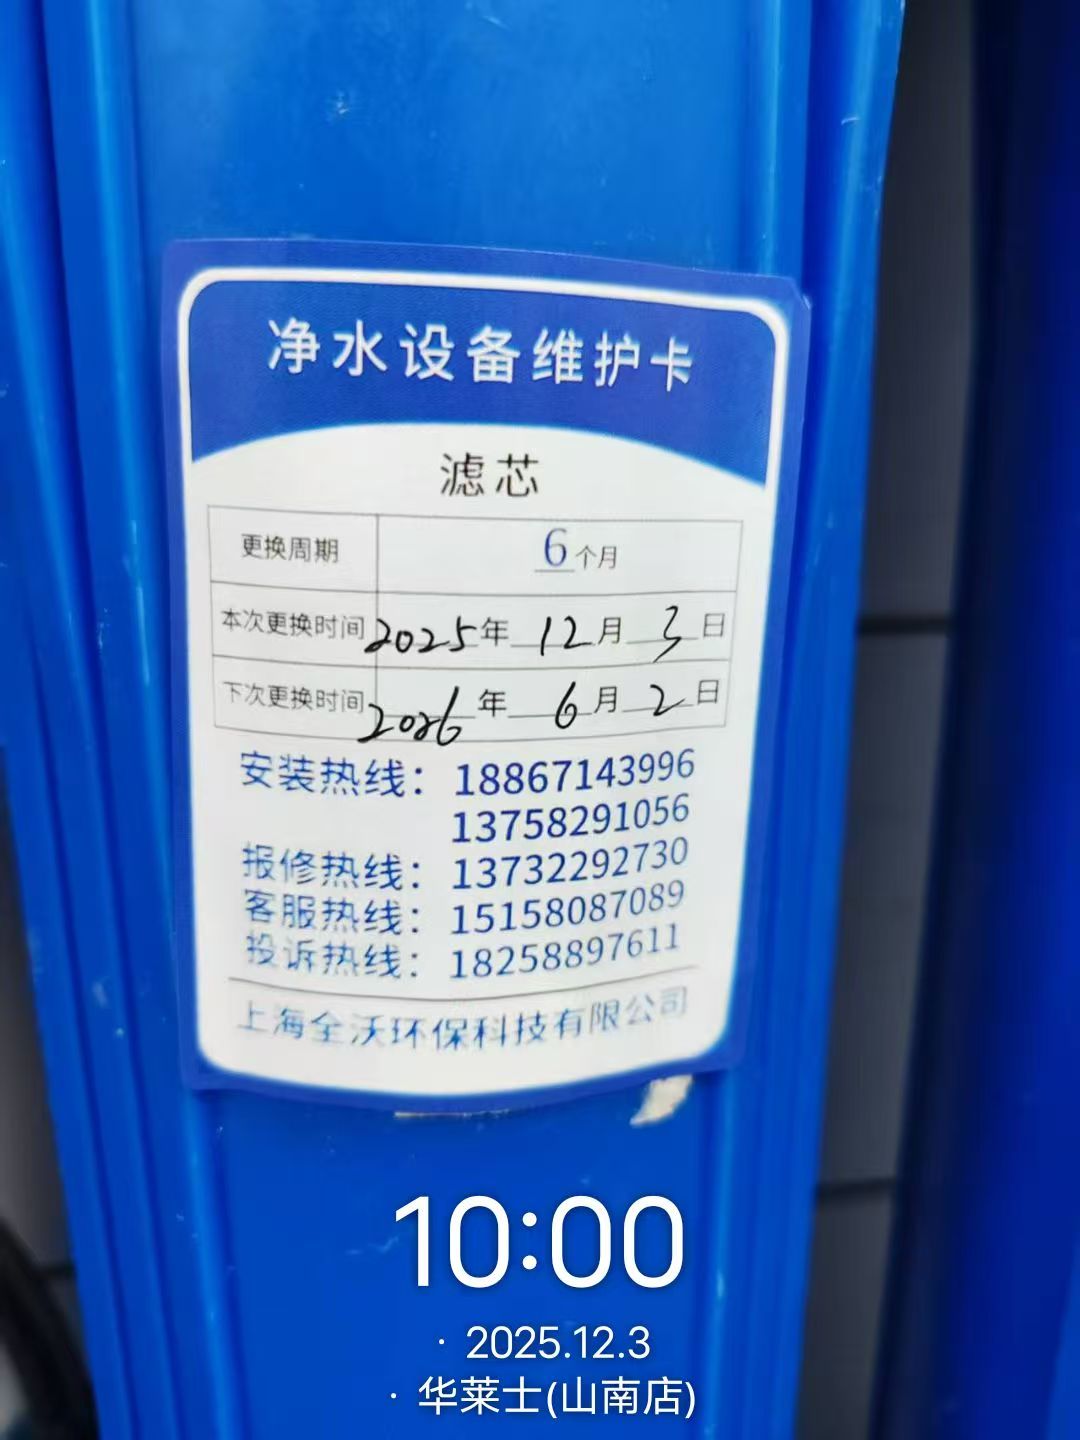 净水设备维护卡
滤芯
更换周期 6个月
本次更换时间 2025年12月3日
下次更换时间 2026年6月2日
安装热线：18867143996
13758291056
报修热线：13732292730
客服热线：15158087089
投诉热线：18258897611
上海全沃环保科技有限公司
10:00
· 2025.12.3
· 华莱士(山南店)